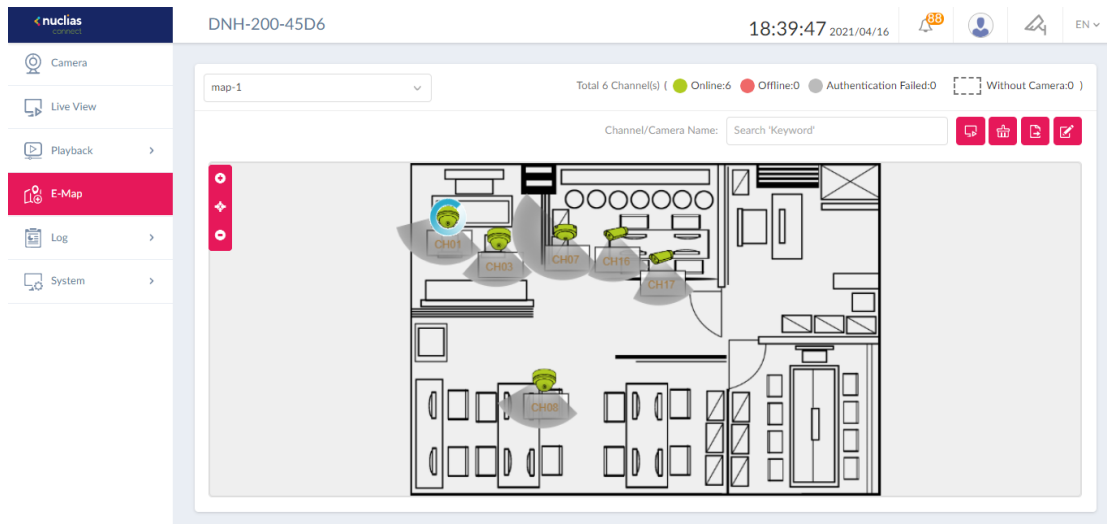 nuclias
connect
DNH-200-45D6
18:39:47 2021/04/16
88
EN
Camera
Live View
Playback
E-Map
Log
System
map-1
Total 6 Channel(s) ( Online:6 Offline:0 Authentication Failed:0 Without Camera:0 )
Channel/Camera Name: Search 'Keyword'
CH01
CH03
CH07
CH16
CH17
CH08